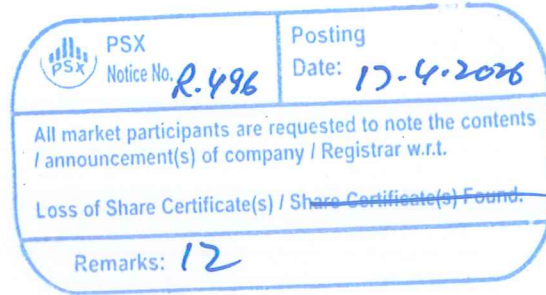 PSX
PSX
Notice No. R.496
Posting
Date: 17.4.2026
All market participants are requested to note the contents
/ announcement(s) of company / Registrar w.r.t.
Loss of Share Certificate(s) / Share Certificate(s) Found.
Remarks: 12